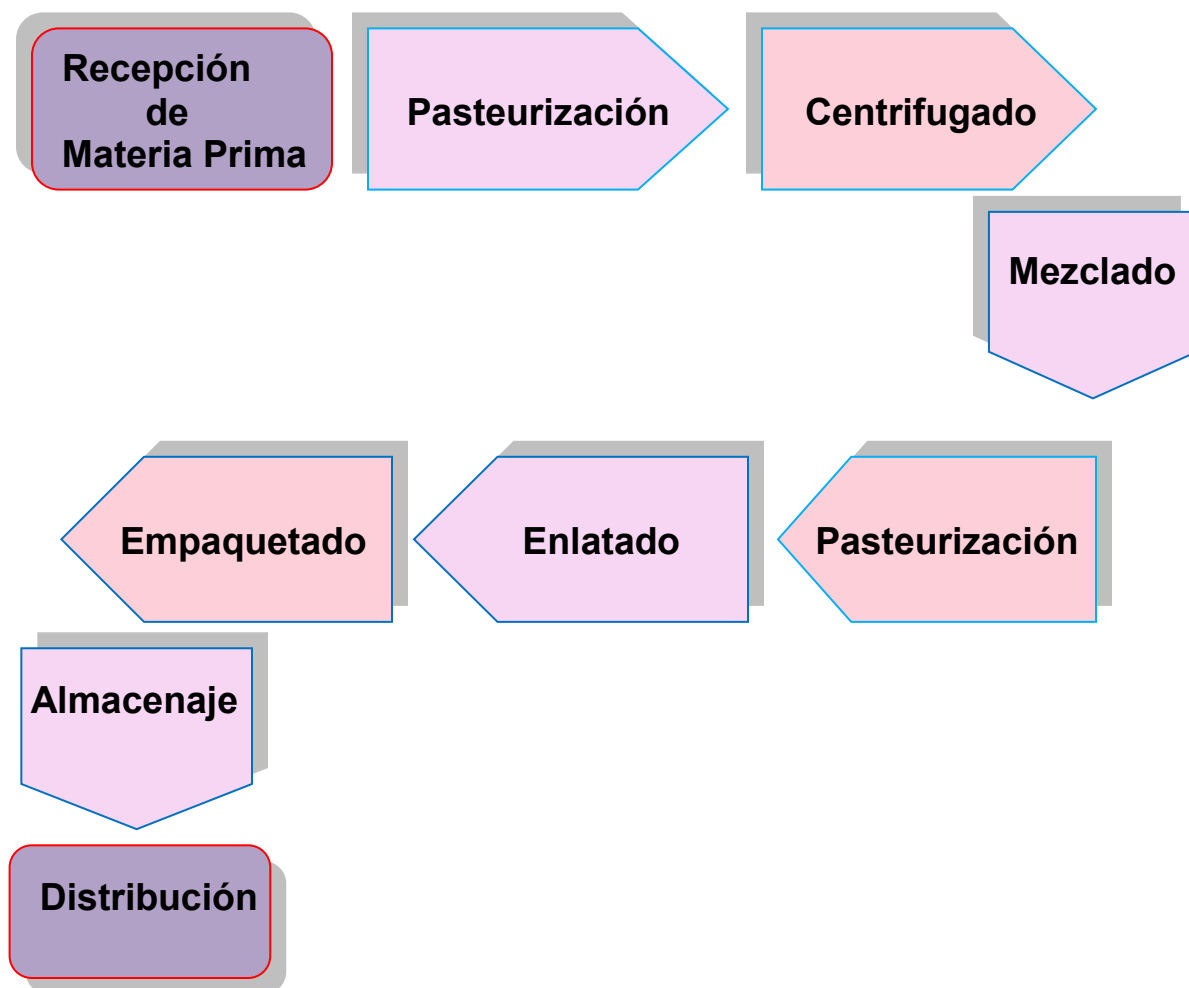 Recepción
de
Materia Prima
Pasteurización
Centrifugado
Mezclado
Pasteurización
Enlatado
Empaquetado
Almacenaje
Distribución